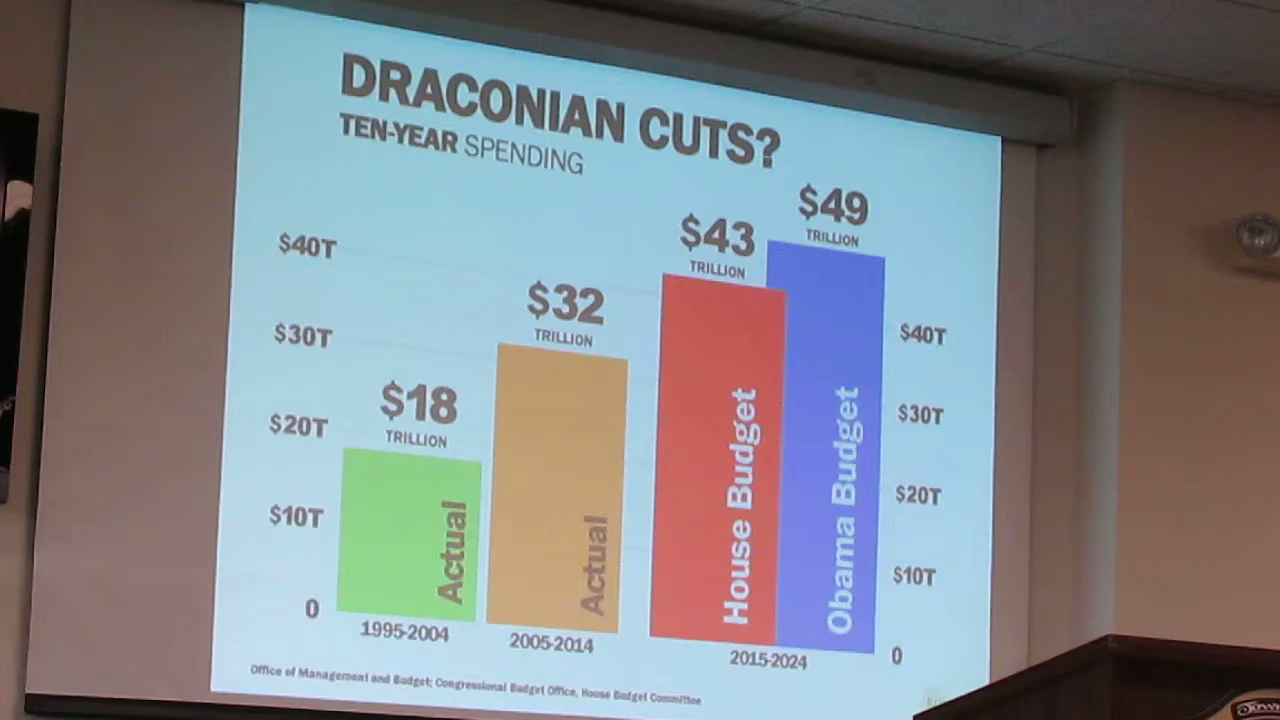 DRACONIAN CUTS?
TEN-YEAR SPENDING
$49
TRILLION
$43
TRILLION
$32
TRILLION
$18
TRILLION
$40T
$30T
$20T
$10T
0
$40T
$30T
$20T
$10T
0
Actual
Actual
House Budget
Obama Budget
1995-2004
2005-2014
2015-2024
Office of Management and Budget; Congressional Budget Office, House Budget Committee